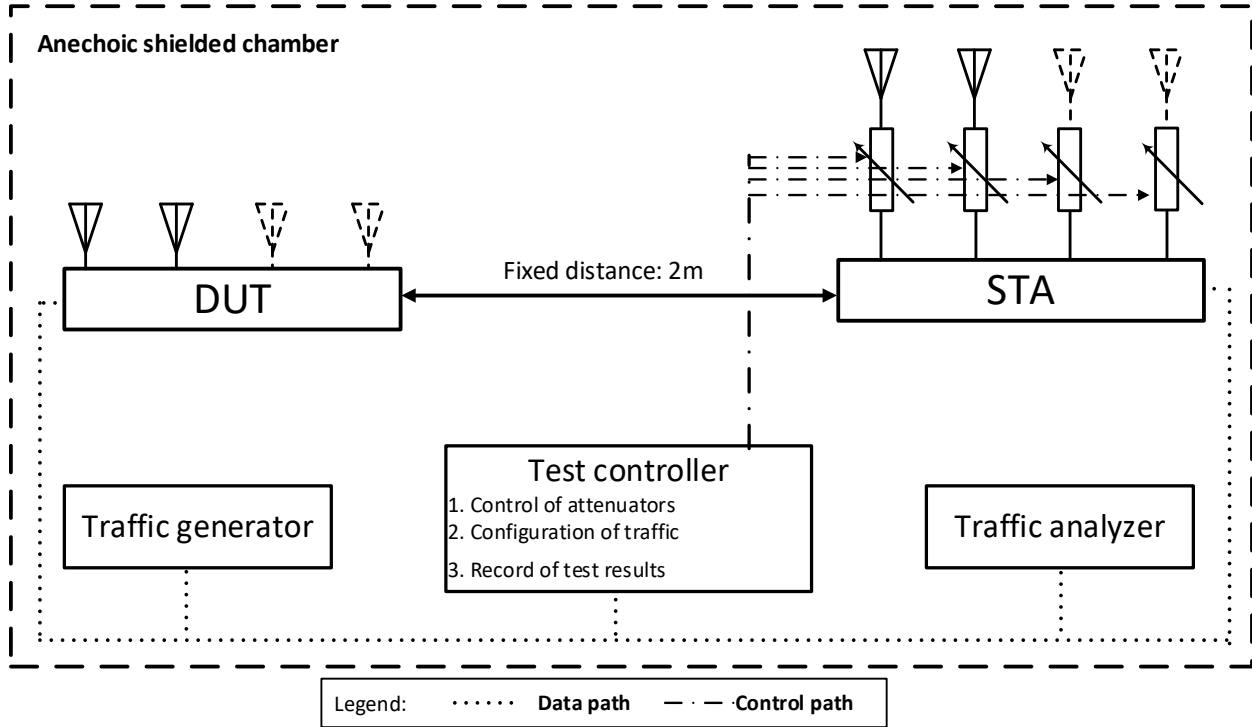 Anechoic shielded chamber
Fixed distance: 2m
DUT
STA
Test controller
1. Control of attenuators
2. Configuration of traffic
3. Record of test results
Traffic generator
Traffic analyzer
Legend: Data path Control path